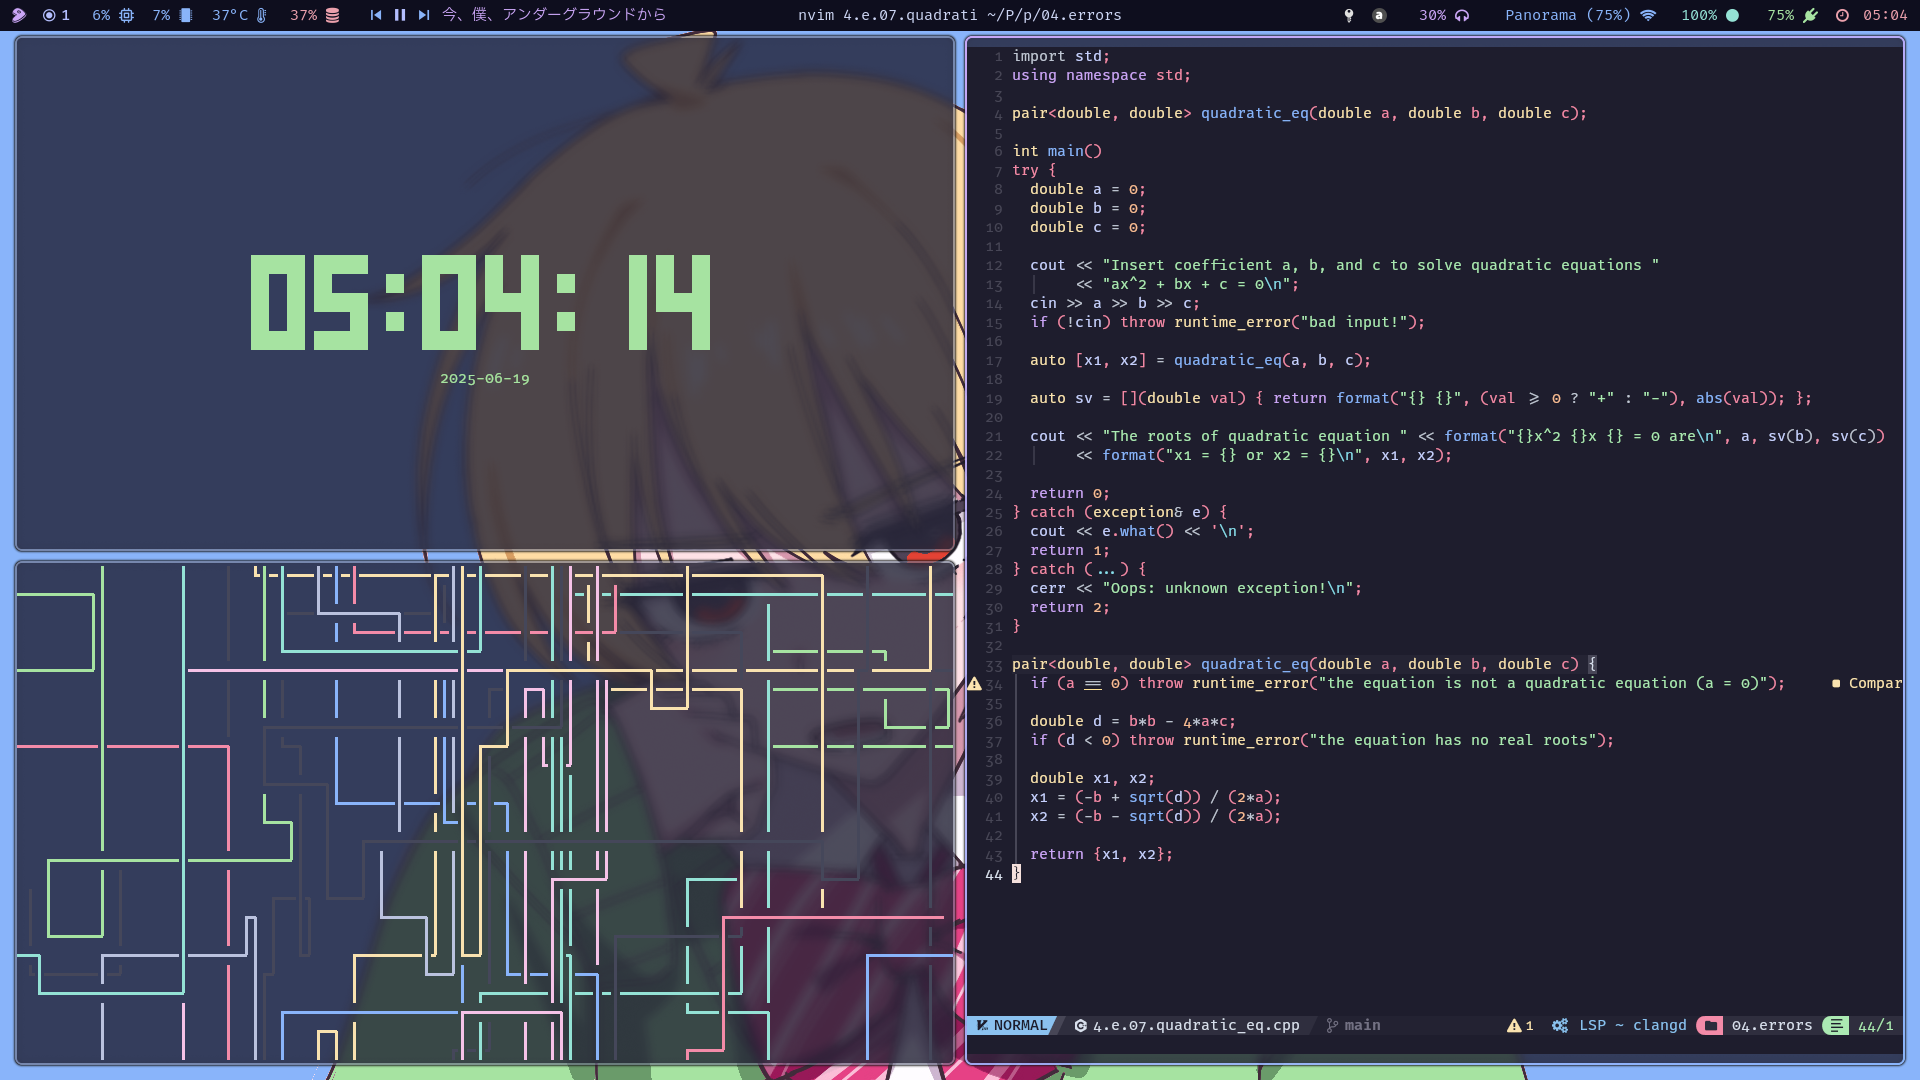 1 6% 7% 37°C 37% 今、僕、アンダーグラウンドから nvim 4.e.07.quadrati ~/P/p/04.errors a 30% Panorama (75%) 100% 75% 05:04
05:04:14
2025-06-19
1 import std;
2 using namespace std;
3
4 pair<double, double> quadratic_eq(double a, double b, double c);
5
6 int main()
7 try {
8   double a = 0;
9   double b = 0;
10   double c = 0;
11
12   cout << "Insert coefficient a, b, and c to solve quadratic equations "
13        << "ax^2 + bx + c = 0\n";
14   cin >> a >> b >> c;
15   if (!cin) throw runtime_error("bad input!");
16
17   auto [x1, x2] = quadratic_eq(a, b, c);
18
19   auto sv = [](double val) { return format("{} {}", (val >= 0 ? "+" : "-"), abs(val)); };
20
21   cout << "The roots of quadratic equation " << format("{}x^2 {}x {} = 0 are\n", a, sv(b), sv(c))
22        << format("x1 = {} or x2 = {}\n", x1, x2);
23
24   return 0;
25 } catch (exception& e) {
26   cout << e.what() << '\n';
27   return 1;
28 } catch (...) {
29   cerr << "Oops: unknown exception!\n";
30   return 2;
31 }
32
33 pair<double, double> quadratic_eq(double a, double b, double c) {
34   if (a == 0) throw runtime_error("the equation is not a quadratic equation (a = 0)"); ■ Compar
35
36   double d = b*b - 4*a*c;
37   if (d < 0) throw runtime_error("the equation has no real roots");
38
39   double x1, x2;
40   x1 = (-b + sqrt(d)) / (2*a);
41   x2 = (-b - sqrt(d)) / (2*a);
42
43   return {x1, x2};
44 }
NORMAL 4.e.07.quadratic_eq.cpp main 1 LSP ~ clangd 04.errors 44/1